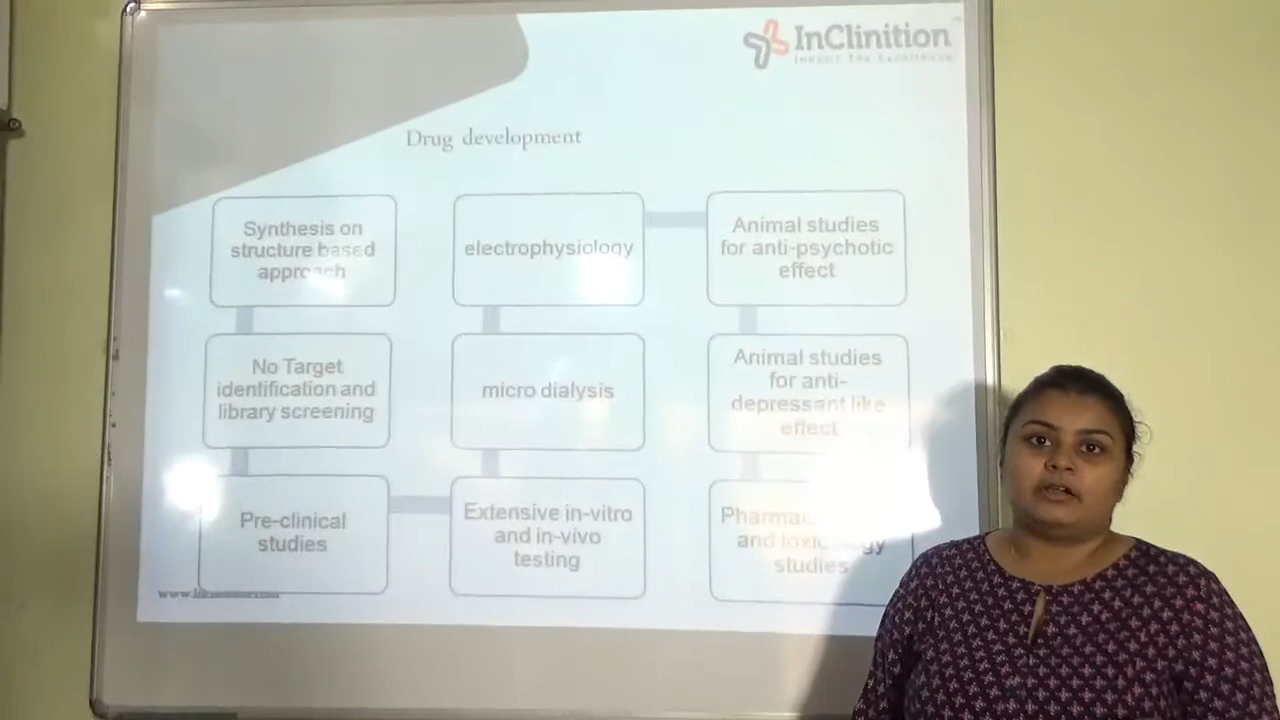 InClinition
Drug development
Synthesis on
structure based
approach
No Target
identification and
library screening
Pre-clinical
studies
Extensive in-vitro
and in-vivo
testing
micro dialysis
electrophysiology
Animal studies
for anti-psychotic
effect
Animal studies
for anti-
depressant like
effect
and toxicology
studies